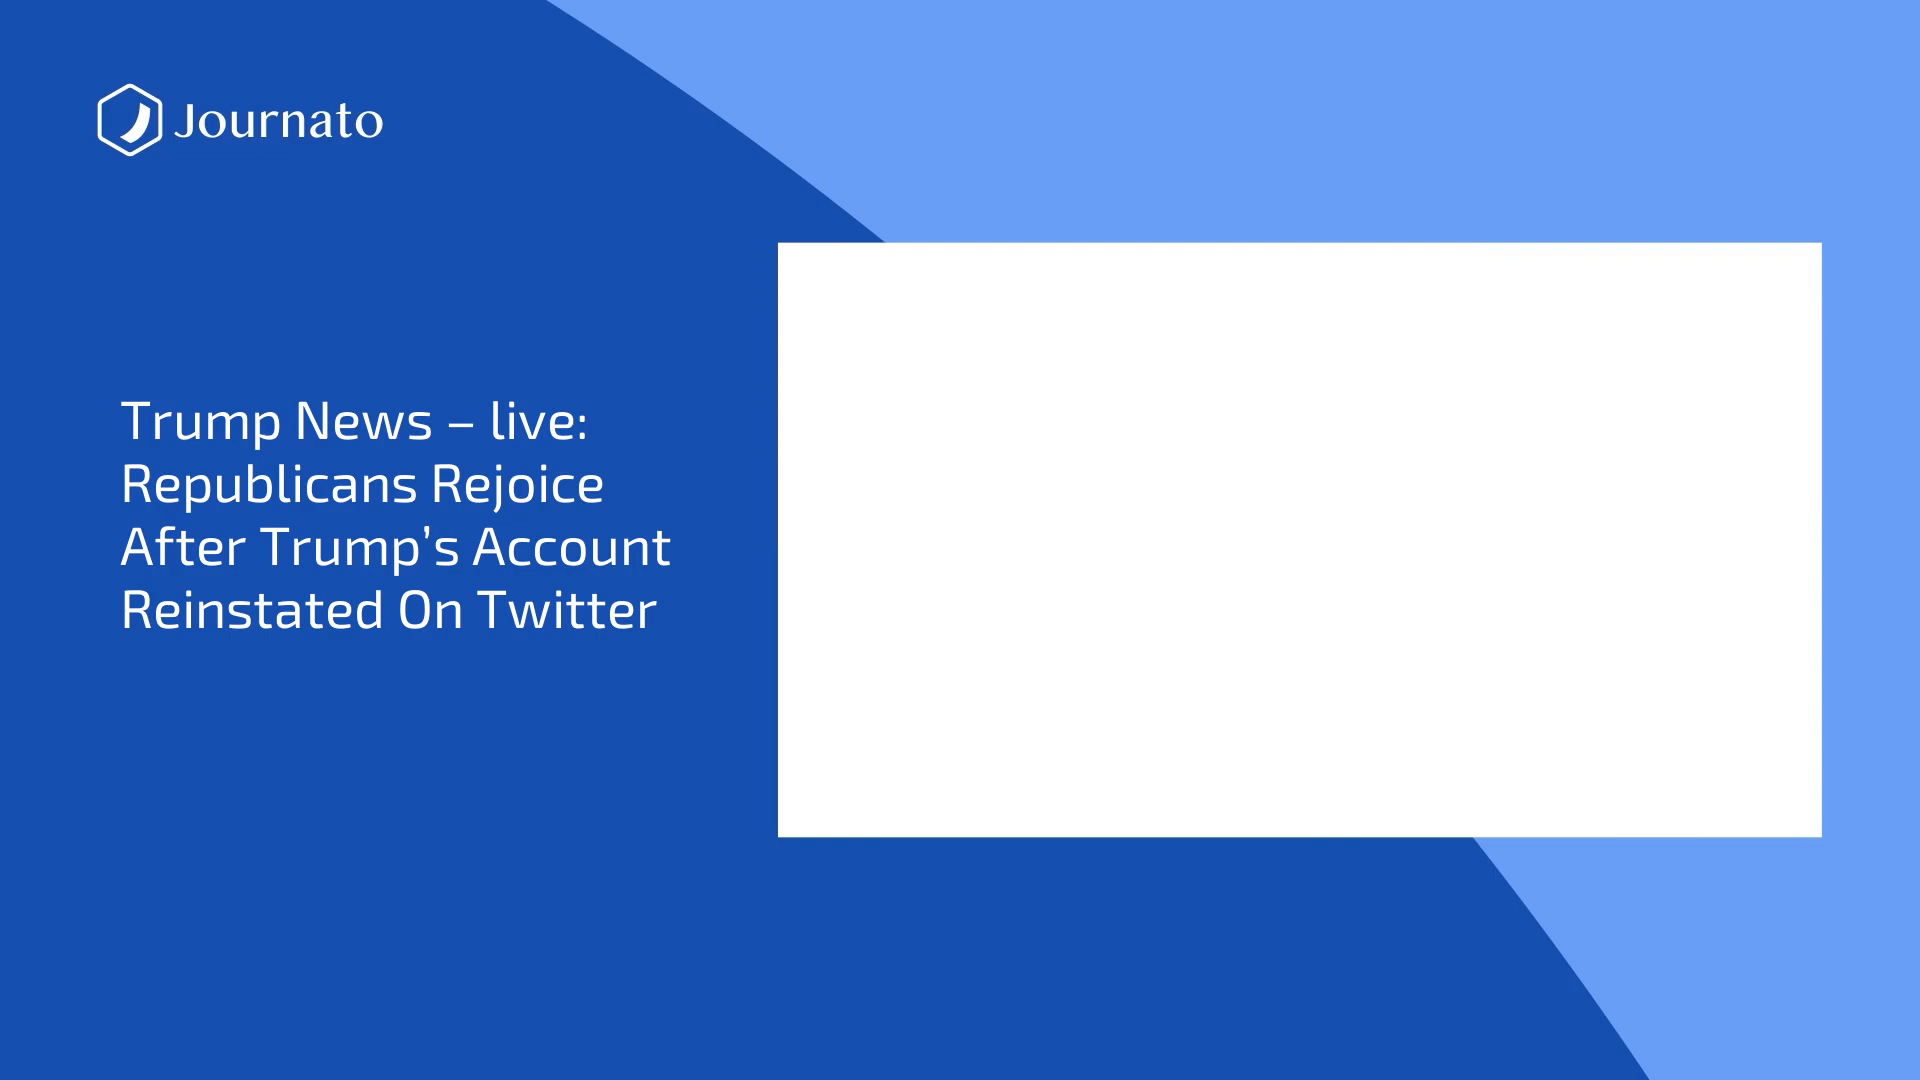 Journato
Trump News – live:
Republicans Rejoice
After Trump’s Account
Reinstated On Twitter